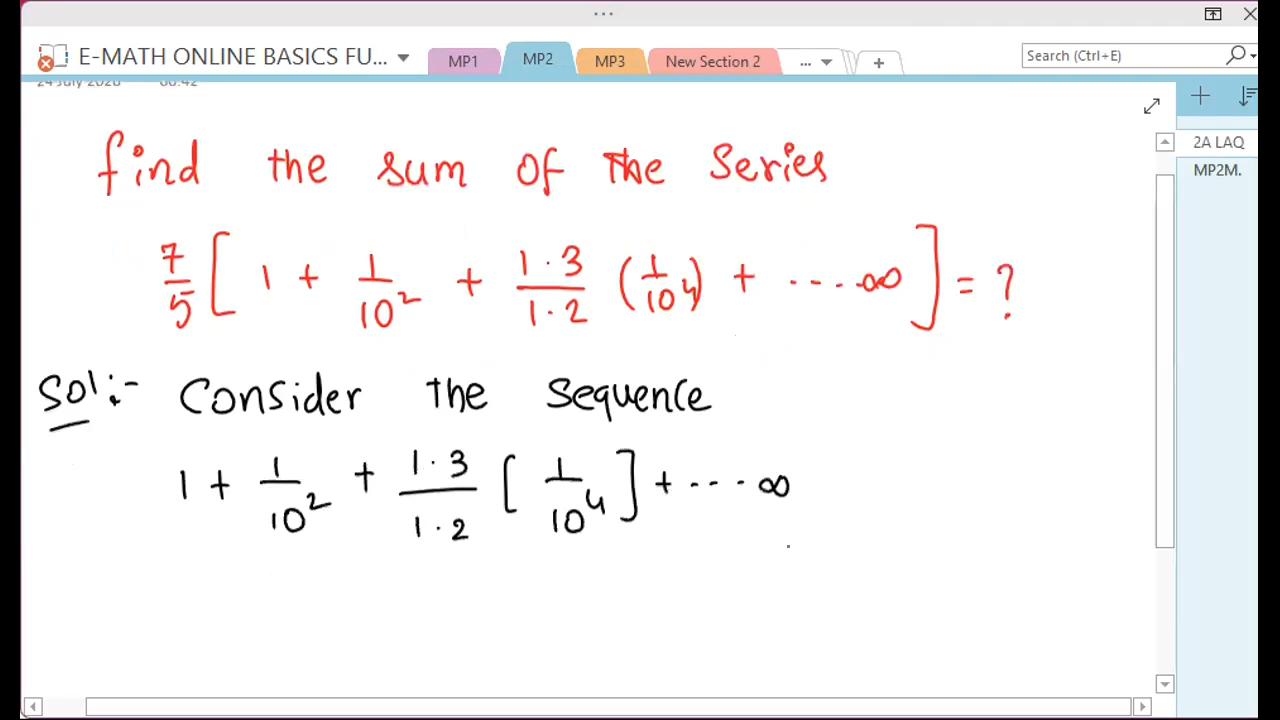 ...
E-MATH ONLINE BASICS FU... MP1 MP2 MP3 New Section 2 ... + Search (Ctrl+E)
find the sum of the Series
7/5 [ 1 + 1/10² + 1·3/1·2 (1/10⁴) + ....∞ ] = ?
Sol:- Consider the Sequence
1 + 1/10² + 1·3/1·2 [ 1/10⁴ ] + ....∞
2A LAQ
MP2M.